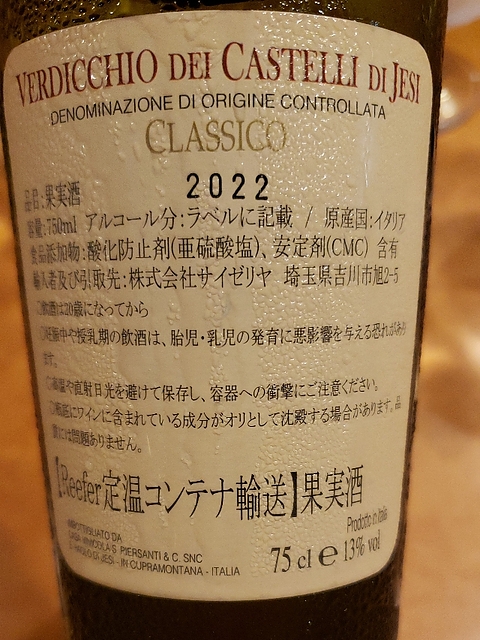 VERDICCHIO DEI CASTELLI DI JESI
DENOMINAZIONE DI ORIGINE CONTROLLATA
CLASSICO
2022
品目:果実酒
容量:750ml アルコール分:ラベルに記載 / 原産国:イタリア
食品添加物:酸化防止剤(亜硫酸塩)、安定剤(CMC) 含有
輸入者及び引取先:株式会社サイゼリヤ 埼玉県吉川市旭2-5
飲酒は20歳になってから
妊娠中や授乳期の飲酒は、胎児・乳児の発育に悪影響を与える恐れがあり
ます。
高温や直射日光を避けて保存し、容器への衝撃にご注意ください。
瓶底にワインに含まれている成分がオリとして沈殿する場合があります。品
質には問題ありません。
【Reefer定温コンテナ輸送】果実酒
Prodotto in Italia
IMBOTTIGLIATO DA
CASA VINICOLA S. PIERSANTI & C. SNC
S. PAOLO DI JESI - IN CUPRAMONTANA - ITALIA
75 cl e 13% vol